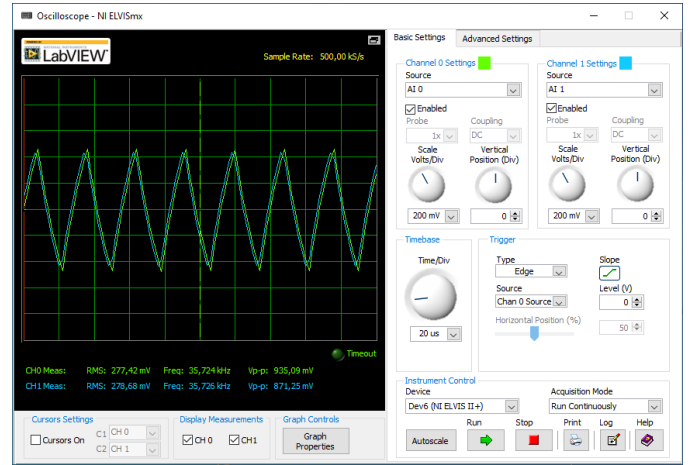 Oscilloscope - NI ELVISmx
LabVIEW
Sample Rate: 500,00 kS/s
Timeout
CH0 Meas: RMS: 277,42 mV Freq: 35,724 kHz Vp-p: 935,09 mV
CH1 Meas: RMS: 278,68 mV Freq: 35,726 kHz Vp-p: 871,25 mV
Cursors Settings
Cursors On
C1 CH 0
C2 CH 1
Display Measurements
CH 0 CH1
Graph Controls
Graph
Properties
Basic Settings Advanced Settings
Channel 0 Settings
Source
AI 0
Enabled
Probe Coupling
1x DC
Scale Vertical
Volts/Div Position (Div)
200 mV 0
Channel 1 Settings
Source
AI 1
Enabled
Probe Coupling
1x DC
Scale Vertical
Volts/Div Position (Div)
200 mV 0
Timebase
Time/Div
20 us
Trigger
Type Slope
Edge
Source Level (V)
Chan 0 Source 0
Horizontal Position (%)
50
Instrument Control
Device Acquisition Mode
Dev6 (NI ELVIS II+) Run Continuously
Run Stop Print Log Help
Autoscale